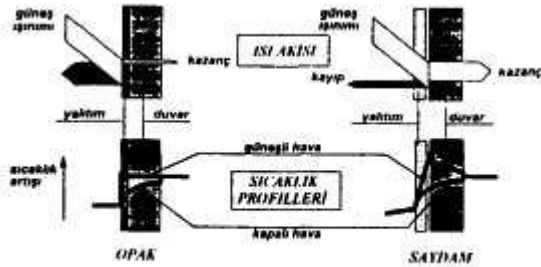 güneş
ışınımı
kazanç
ISI AKISI
güneş
ışınımı
kayıp
kazanç
yalıtım
duvar
yalıtım
duvar
güneşli hava
sıcaklık
artışı
SICAKLIK
PROFİLLERİ
kapalı hava
OPAK
SAYDAM